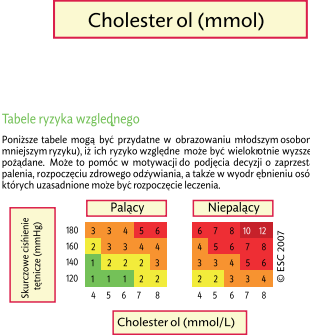 Cholester ol (mmol)
Tabele ryzyka względnego
Poniższe tabele mogą być przydatne w obrazowaniu młodszym osobom
mniejszym ryzyku), iż ich ryzyko względne może być wielokrotnie wyższe
pożądane. Może to pomóc w motywacji do podjęcia decyzji o zaprzest
palenia, rozpoczęciu zdrowego odżywiania, a także w wyodr ębnieniu osó
których uzasadnione może być rozpoczęcie leczenia.
Palący Niepalący
180 3 3 4 5 6 6 7 8 10 12
160 2 3 3 4 4 4 5 6 7 8
140 1 2 2 2 3 3 3 4 5 6
120 1 1 1 2 2 2 2 3 3 4
4 5 6 7 8 4 5 6 7 8
Skurczowe ciśnienie
tętnicze (mmHg)
© ESC 2007
Cholester ol (mmol/L)